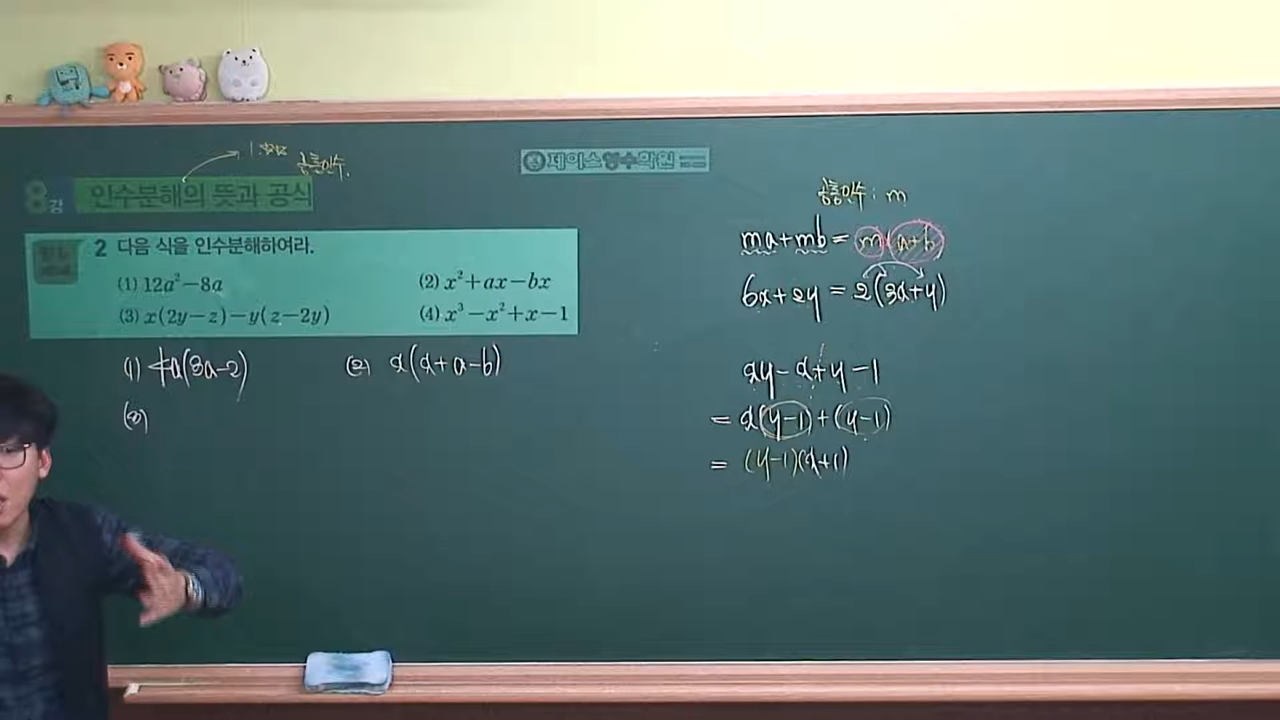 공통인수.
제이스영수학원
8강 인수분해의 뜻과 공식
2 다음 식을 인수분해하여라.
(1) 12a²−8a
(2) x²+ax−bx
(3) x(2y−z)−y(z−2y)
(4) x³−x²+x−1
(1) 4a(3a-2)
(2) x(x+a-b)
(3)
공통인수 : m
ma+mb = m(a+b)
6x+2y = 2(3x+y)
xy-x+y-1
= x(y-1)+(y-1)
= (y-1)(x+1)